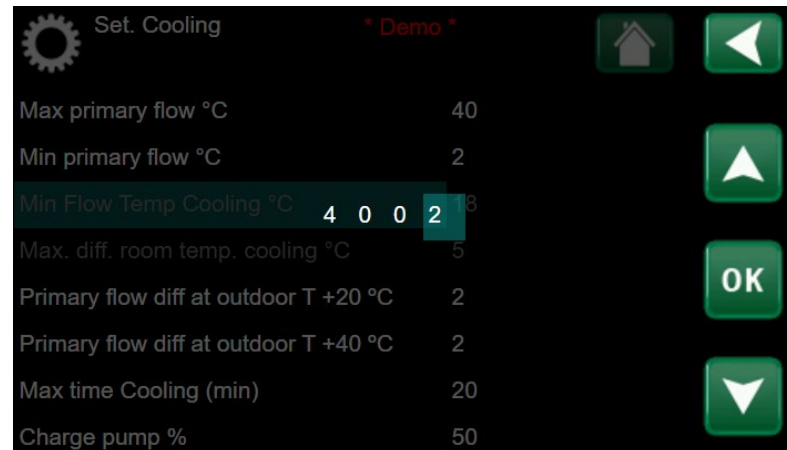 Set. Cooling * Demo *
Max primary flow °C 40
Min primary flow °C 2
Min Flow Temp Cooling °C 18
4 0 0 2
Max. diff. room temp. cooling °C 5
OK
Primary flow diff at outdoor T +20 ºC 2
Primary flow diff at outdoor T +40 ºC 2
Max time Cooling (min) 20
Charge pump % 50